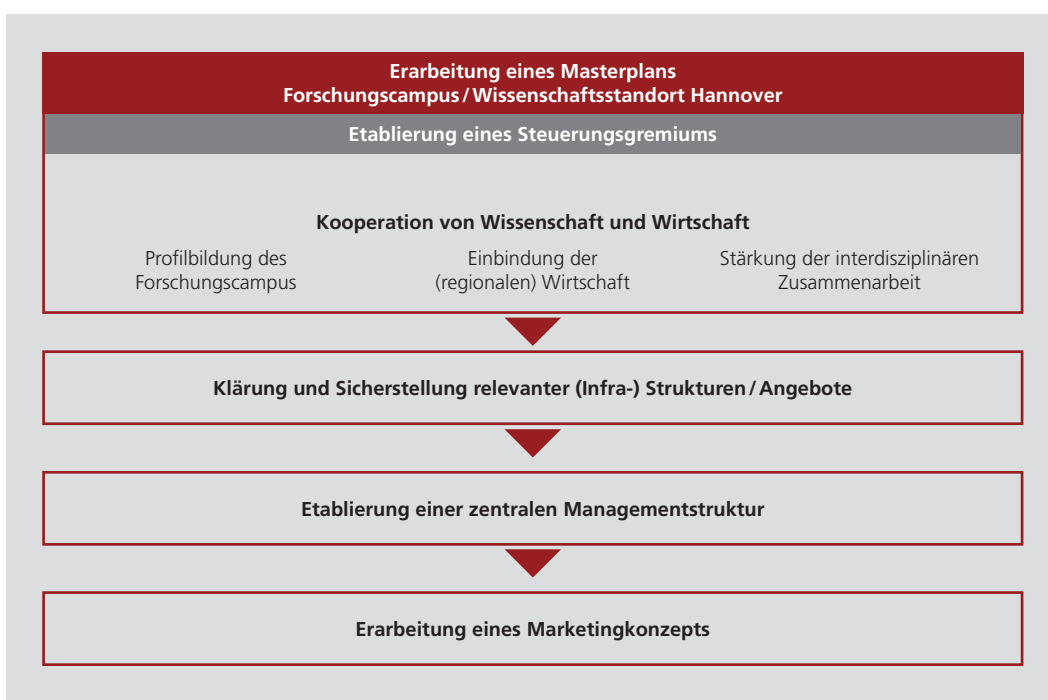 Erarbeitung eines Masterplans
Forschungscampus/Wissenschaftsstandort Hannover
Etablierung eines Steuerungsgremiums
Kooperation von Wissenschaft und Wirtschaft
Profilbildung des
Forschungscampus
Einbindung der
(regionalen) Wirtschaft
Stärkung der interdisziplinären
Zusammenarbeit
Klärung und Sicherstellung relevanter (Infra-) Strukturen/Angebote
Etablierung einer zentralen Managementstruktur
Erarbeitung eines Marketingkonzepts